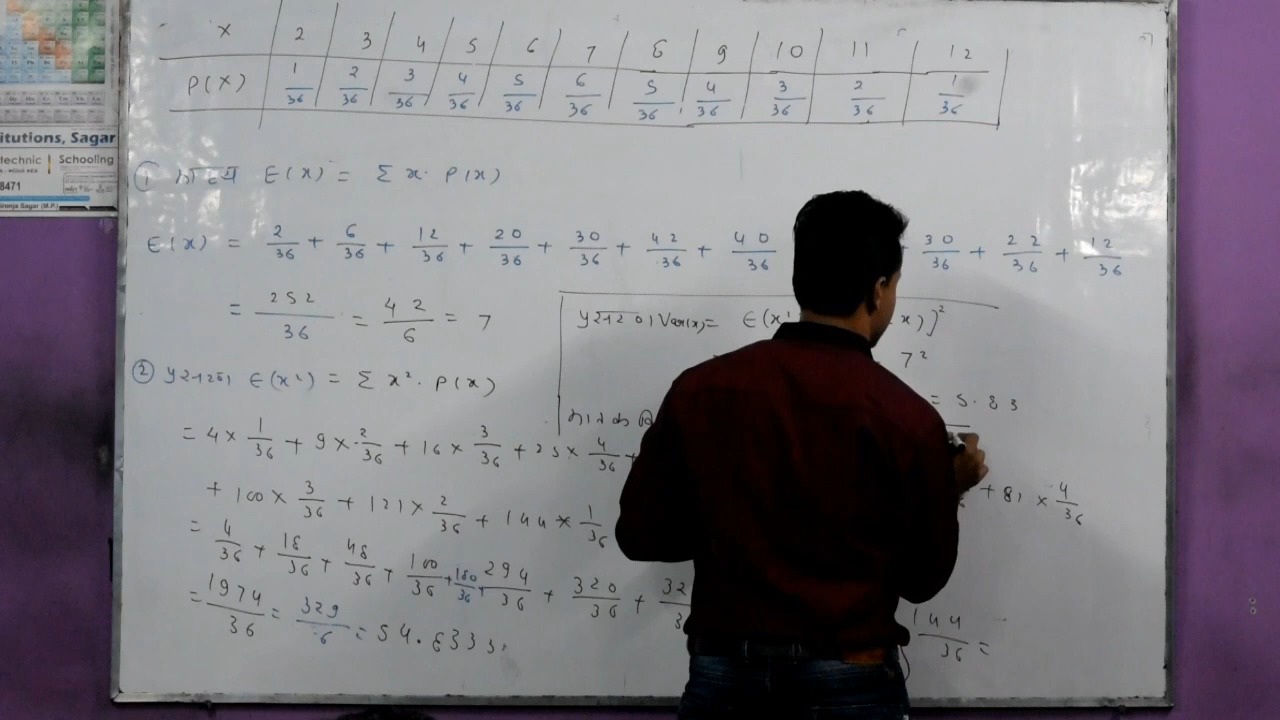 x 2 3 4 5 6 7 8 9 10 11 12
P(X) 1/36 2/36 3/36 4/36 5/36 6/36 5/36 4/36 3/36 2/36 1/36
itutions, Sagar
technic | Schooling
8471
ironja Sagar (M.P.)
① माध्य E(x) = Σ x. P(x)
E(x) = 2/36 + 6/36 + 12/36 + 20/36 + 30/36 + 42/36 + 40/36 + 30/36 + 22/36 + 12/36
= 252/36 = 42/6 = 7
Var(x) = E(x² x)]²
7²
= 5.83
② E(x²) = Σ x². P(x)
= 4 × 1/36 + 9 × 2/36 + 16 × 3/36 + 25 × 4/36 +
+ 81 × 4/36
+ 100 × 3/36 + 121 × 2/36 + 144 × 1/36
= 4/36 + 18/36 + 48/36 + 100/36 + 180/36 + 294/36 + 320/36 + 144/36 =
= 1974/36 = 329/6 = 54.8333.